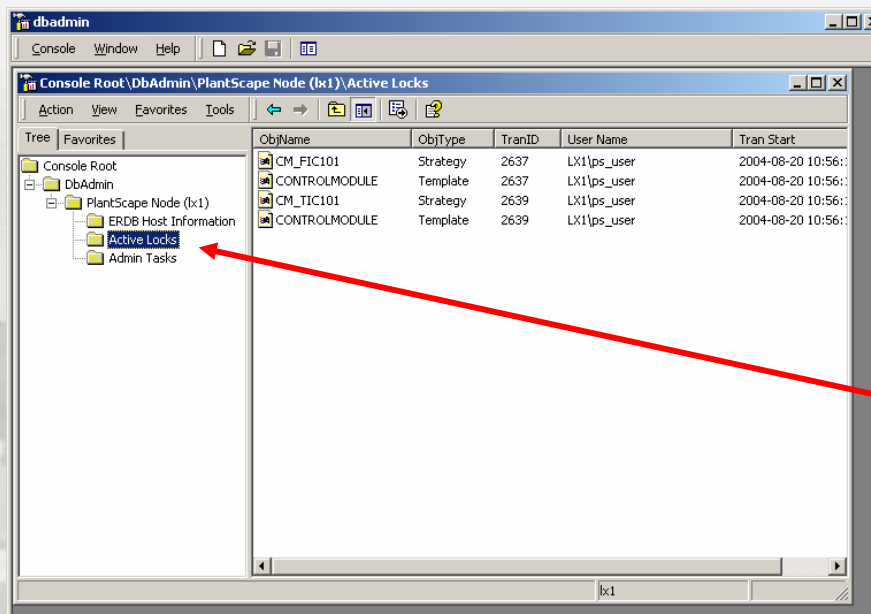 dbadmin
Console Window Help
Console Root\DbAdmin\PlantScape Node (lx1)\Active Locks
Action View Favorites Tools
Tree Favorites
Console Root
DbAdmin
PlantScape Node (lx1)
ERDB Host Information
Active Locks
Admin Tasks
ObjName ObjType TranID User Name Tran Start
CM_FIC101 Strategy 2637 LX1\ps_user 2004-08-20 10:56:
CONTROLMODULE Template 2637 LX1\ps_user 2004-08-20 10:56:
CM_TIC101 Strategy 2639 LX1\ps_user 2004-08-20 10:56:
CONTROLMODULE Template 2639 LX1\ps_user 2004-08-20 10:56:
lx1